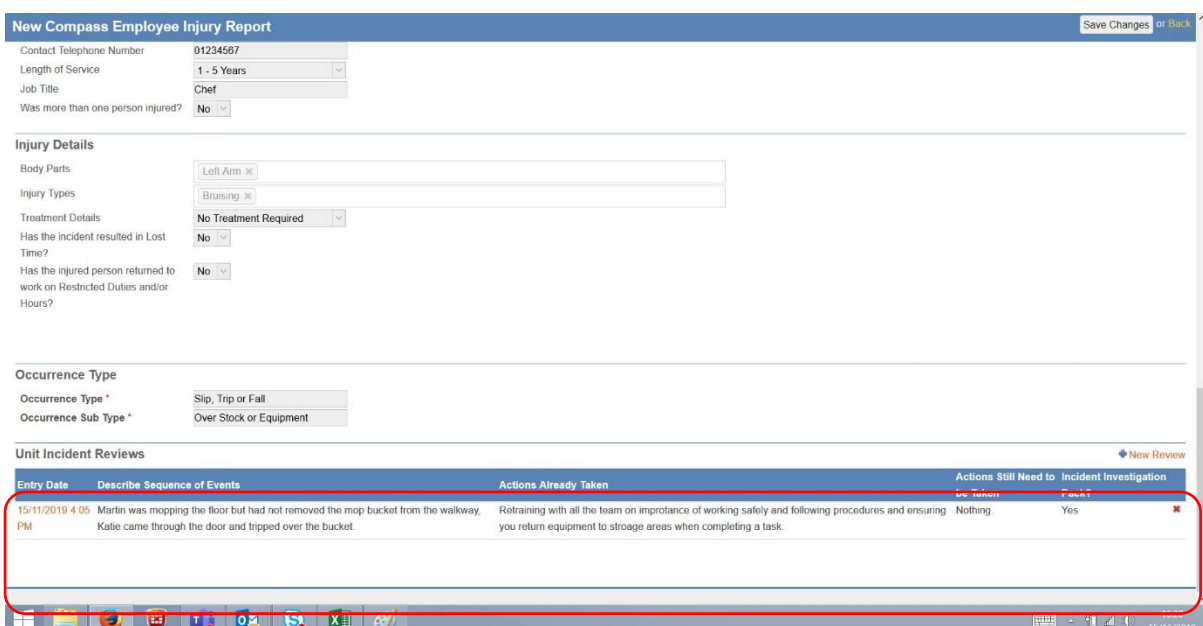 New Compass Employee Injury Report
Save Changes or Back
Contact Telephone Number 01234567
Length of Service 1 - 5 Years
Job Title Chef
Was more than one person injured? No
Injury Details
Body Parts Left Arm ×
Injury Types Bruising ×
Treatment Details No Treatment Required
Has the incident resulted in Lost No
Time?
Has the injured person returned to No
work on Restricted Duties and/or
Hours?
Occurrence Type
Occurrence Type * Slip, Trip or Fall
Occurrence Sub Type * Over Stock or Equipment
Unit Incident Reviews New Review
Entry Date Describe Sequence of Events Actions Already Taken Actions Still Need to be Taken Incident Investigation Pack?
15/11/2019 4:05 Martin was mopping the floor but had not removed the mop bucket from the walkway, Retraining with all the team on improtance of working safely and following procedures and ensuring Nothing. Yes
PM Katie came through the door and tripped over the bucket. you return equipment to stroage areas when completing a task.